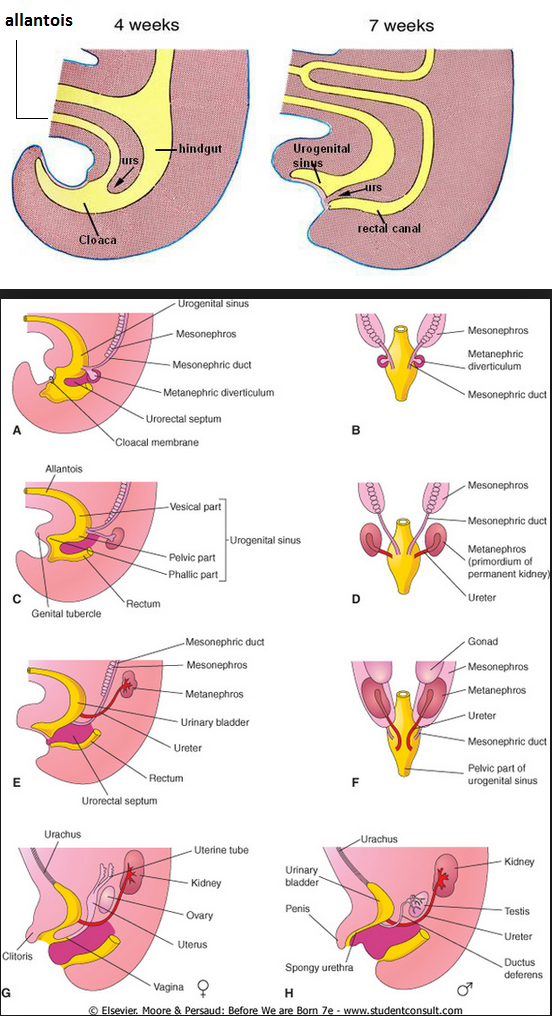 allantois
4 weeks
7 weeks
urs
hindgut
Cloaca
Urogenital
sinus
urs
rectal canal
Urogenital sinus
Mesonephros
Mesonephric duct
Metanephric diverticulum
Urorectal septum
Cloacal membrane
A
Mesonephros
Metanephric
diverticulum
Mesonephric duct
B
Allantois
Vesical part
Urogenital sinus
Pelvic part
Phallic part
Rectum
Genital tubercle
C
Mesonephros
Mesonephric duct
Metanephros
(primordium of
permanent kidney)
Ureter
D
Mesonephric duct
Mesonephros
Metanephros
Urinary bladder
Ureter
Rectum
Urorectal septum
E
Gonad
Mesonephros
Metanephros
Ureter
Mesonephric duct
Pelvic part of
urogenital sinus
F
Urachus
Uterine tube
Kidney
Ovary
Uterus
Vagina
Clitoris
G
♀
Urachus
Urinary
bladder
Penis
Spongy urethra
Kidney
Testis
Ureter
Ductus
deferens
H
♂
© Elsevier. Moore & Persaud: Before We are Born 7e - www.studentconsult.com